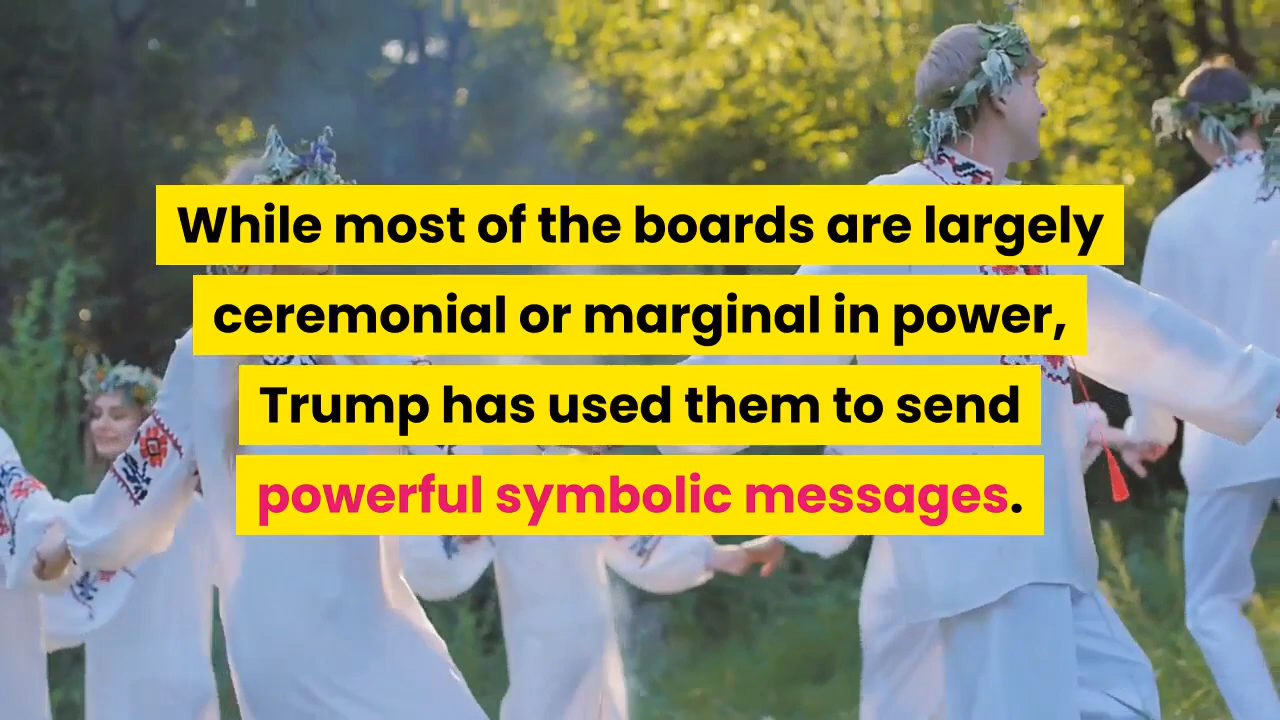 While most of the boards are largely
ceremonial or marginal in power,
Trump has used them to send
powerful symbolic messages.